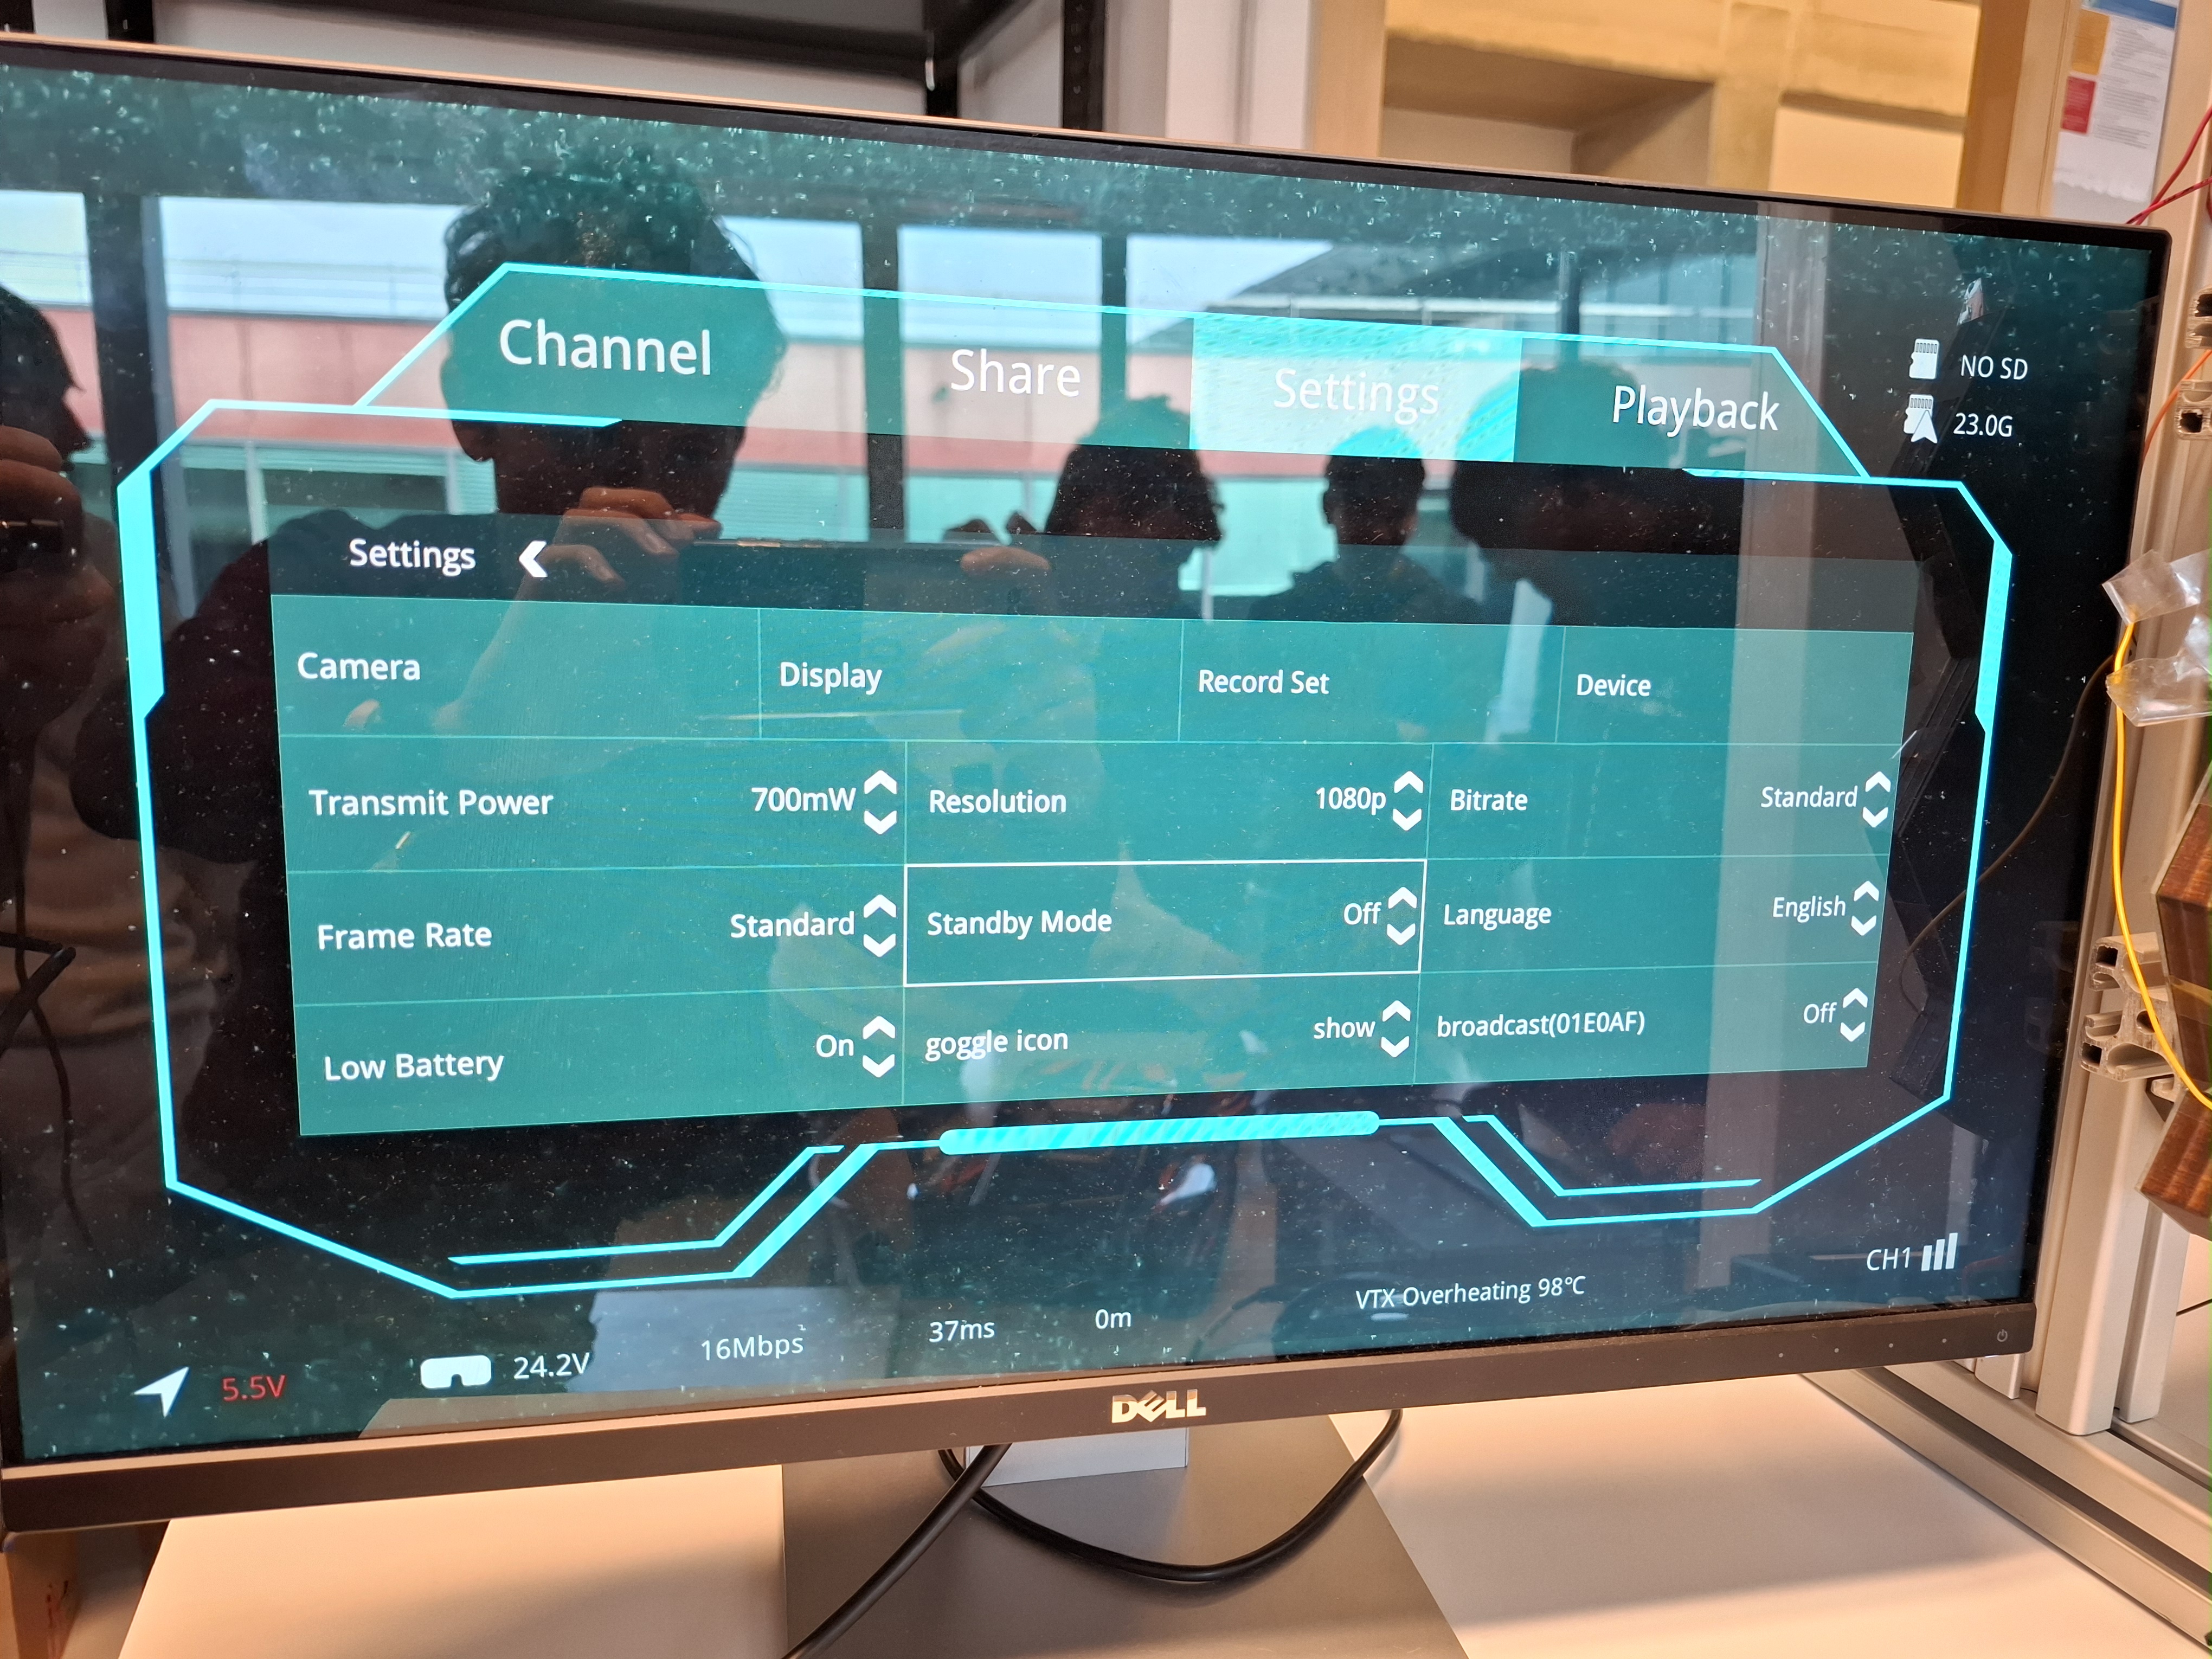 Channel
Share
Settings
Playback
NO SD
23.0G
Settings
Camera
Display
Record Set
Device
Transmit Power 700mW
Resolution 1080p
Bitrate Standard
Frame Rate Standard
Standby Mode Off
Language English
Low Battery On
goggle icon show
broadcast(01E0AF) Off
CH1
VTX Overheating 98℃
5.5V
24.2V
16Mbps
37ms
0m
DELL